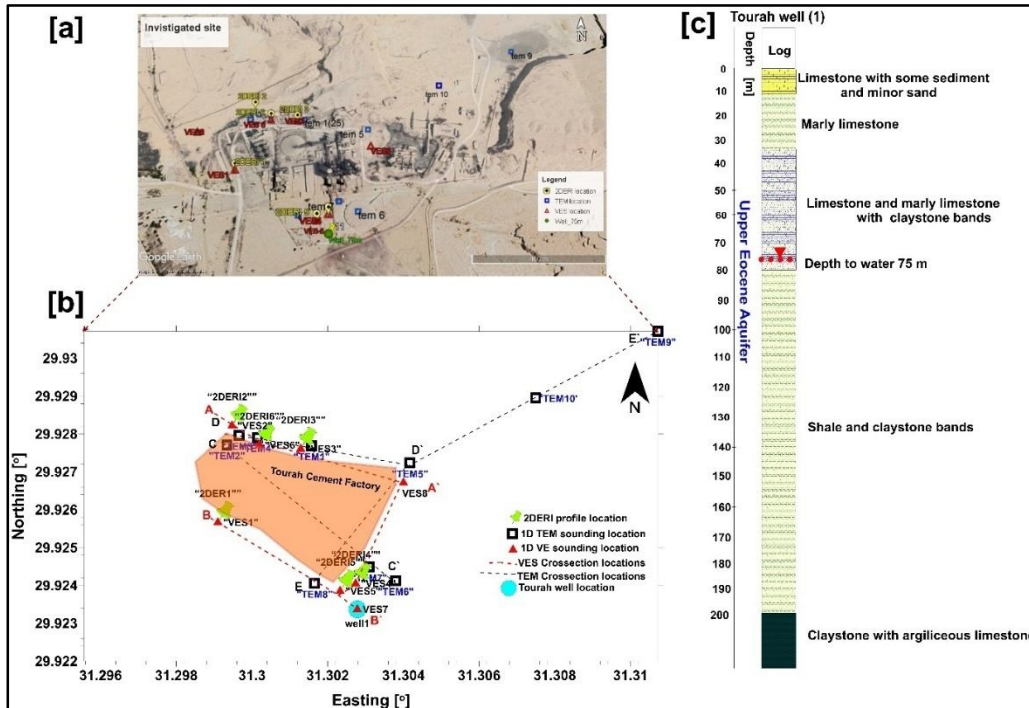 [a]
Invistigated site
N
tem 9
tem 10
2DERI 2
tem 1(25)
tem 5
VES1
tem 6
Well_75m
Legend
2DERI location
TEM location
VES location
Well_75m
Google Earth
[b]
Northing [o]
29.93
29.929
29.928
29.927
29.926
29.925
29.924
29.923
29.922
31.296
31.298
31.3
31.302
31.304
31.306
31.308
31.31
Easting [o]
E`
"TEM9"
"TEM10'
N
"2DERI2""
A
"2DERI6""
"2DERI3""
D
"VES2"
C
"TEM2"
"VES6"
"TEM1"
"VES3"
D`
"TEM5"
A`
VES8
Tourah Cement Factory
"2DER1""
B
"VES1"
"2DERI4""
"2DERI5"
"TEM7"
C`
"VES4"
"TEM6"
E
"TEM8"
"VES5"
VES7
B`
well1
2DERI profile location
1D TEM sounding location
1D VE sounding location
VES Crossection locations
TEM Crossection locations
Tourah well location
[c]
Tourah well (1)
Depth
[m]
Log
0
10
20
30
40
50
60
70
80
90
100
110
120
130
140
150
160
170
180
190
200
Upper Eocene Aquifer
Limestone with some sediment
and minor sand
Marly limestone
Limestone and marly limestone
with claystone bands
Depth to water 75 m
Shale and claystone bands
Claystone with argiliceous limestone